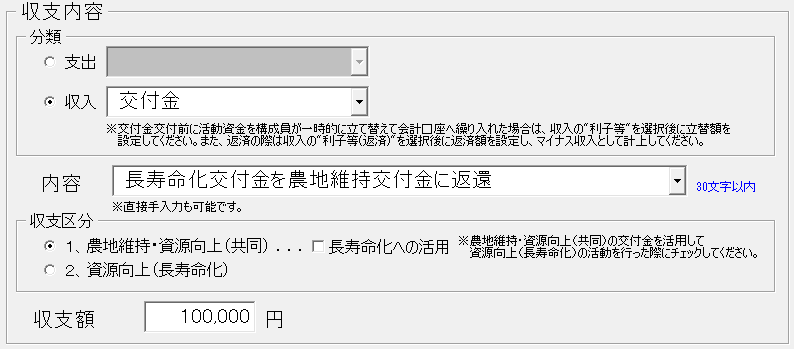 収支内容
分類
支出
収入 交付金
※交付金交付前に活動資金を構成員が一時的に立て替えて会計口座へ繰り入れた場合は、収入の"利子等"を選択後に立替額を
設定してください。また、返済の際は収入の"利子等(返済)"を選択後に返済額を設定し、マイナス収入として計上してください。
内容 長寿命化交付金を農地維持交付金に返還 30文字以内
※直接手入力も可能です。
収支区分
1、農地維持・資源向上(共同) ... 長寿命化への活用 ※農地維持・資源向上(共同)の交付金を活用して
資源向上(長寿命化)の活動を行った際にチェックしてください。
2、資源向上(長寿命化)
収支額 100,000 円